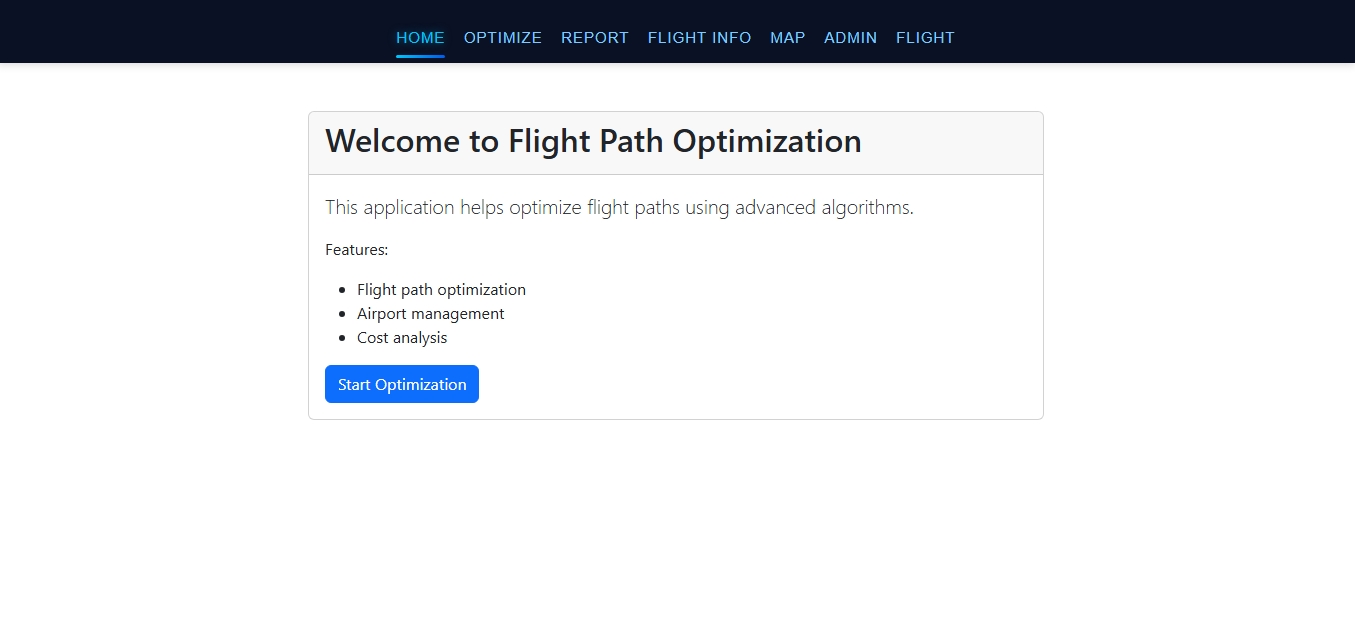 HOME OPTIMIZE REPORT FLIGHT INFO MAP ADMIN FLIGHT
Welcome to Flight Path Optimization
This application helps optimize flight paths using advanced algorithms.
Features:
Flight path optimization
Airport management
Cost analysis
Start Optimization